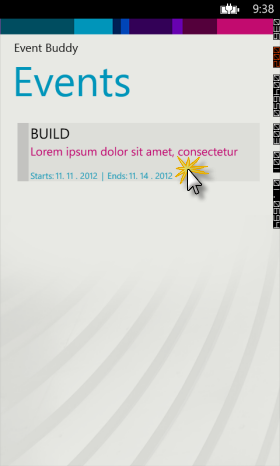 9:38
Event Buddy
Events
BUILD
Lorem ipsum dolor sit amet, consectetur
Starts: 11. 11 . 2012 | Ends: 11. 14 . 2012